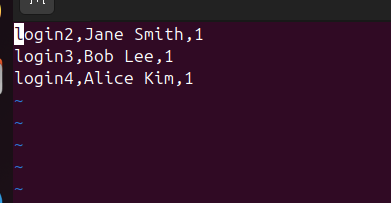 login2,Jane Smith,1
login3,Bob Lee,1
login4,Alice Kim,1
~
~
~
~
~